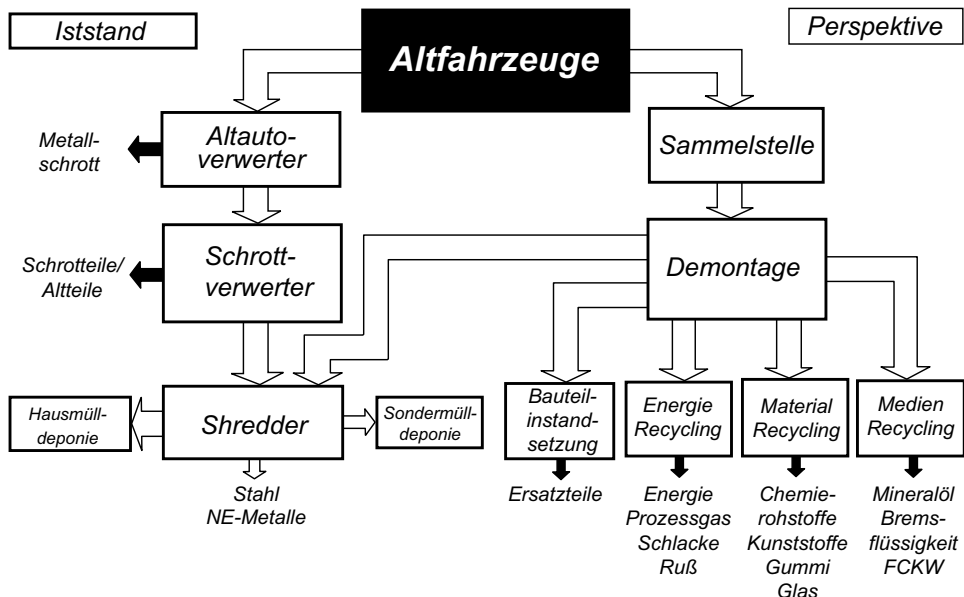 Iststand
Altfahrzeuge
Perspektive
Metall-
schrott
Altauto-
verwerter
Sammelstelle
Schrotteile/
Altteile
Schrott-
verwerter
Demontage
Hausmüll-
deponie
Shredder
Sondermüll-
deponie
Bauteil-
instand-
setzung
Energie
Recycling
Material
Recycling
Medien
Recycling
Stahl
NE-Metalle
Ersatzteile
Energie
Prozessgas
Schlacke
Ruß
Chemie-
rohstoffe
Kunststoffe
Gummi
Glas
Mineralöl
Brems-
flüssigkeit
FCKW